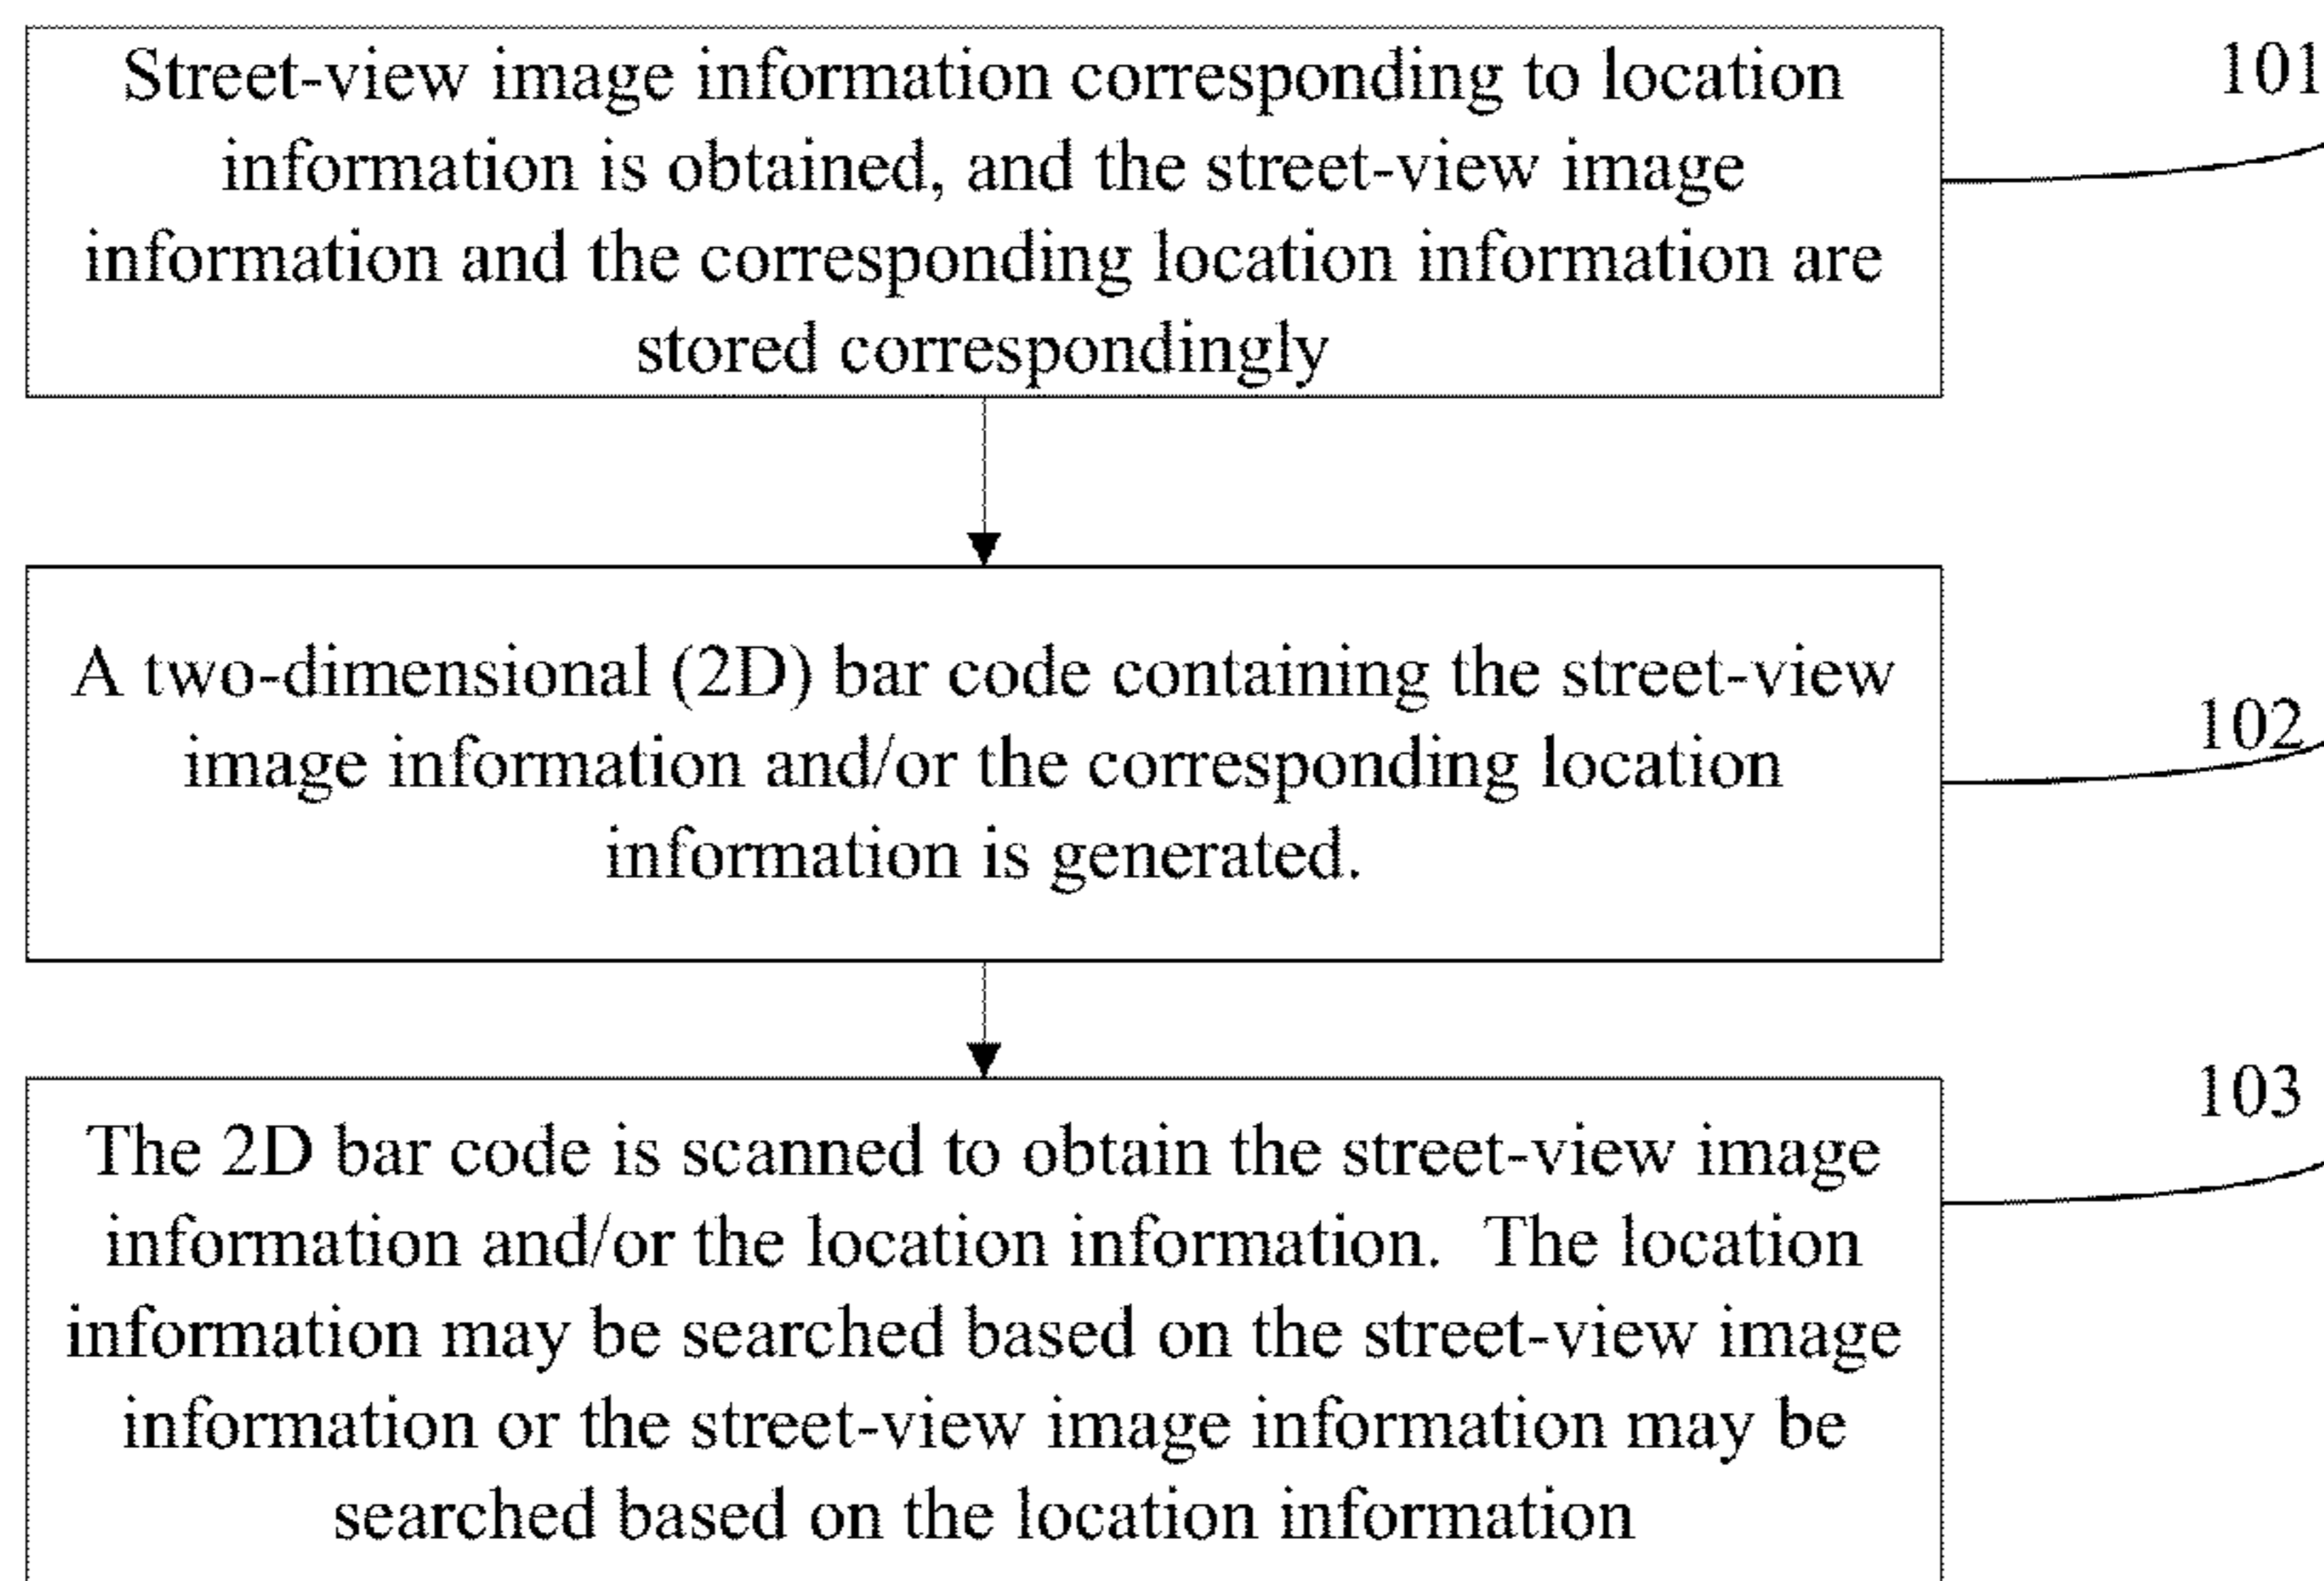 Street-view image information corresponding to location
information is obtained, and the street-view image
information and the corresponding location information are
stored correspondingly
101
A two-dimensional (2D) bar code containing the street-view
image information and/or the corresponding location
information is generated.
102
The 2D bar code is scanned to obtain the street-view image
information and/or the location information.  The location
information may be searched based on the street-view image
information or the street-view image information may be
searched based on the location information
103